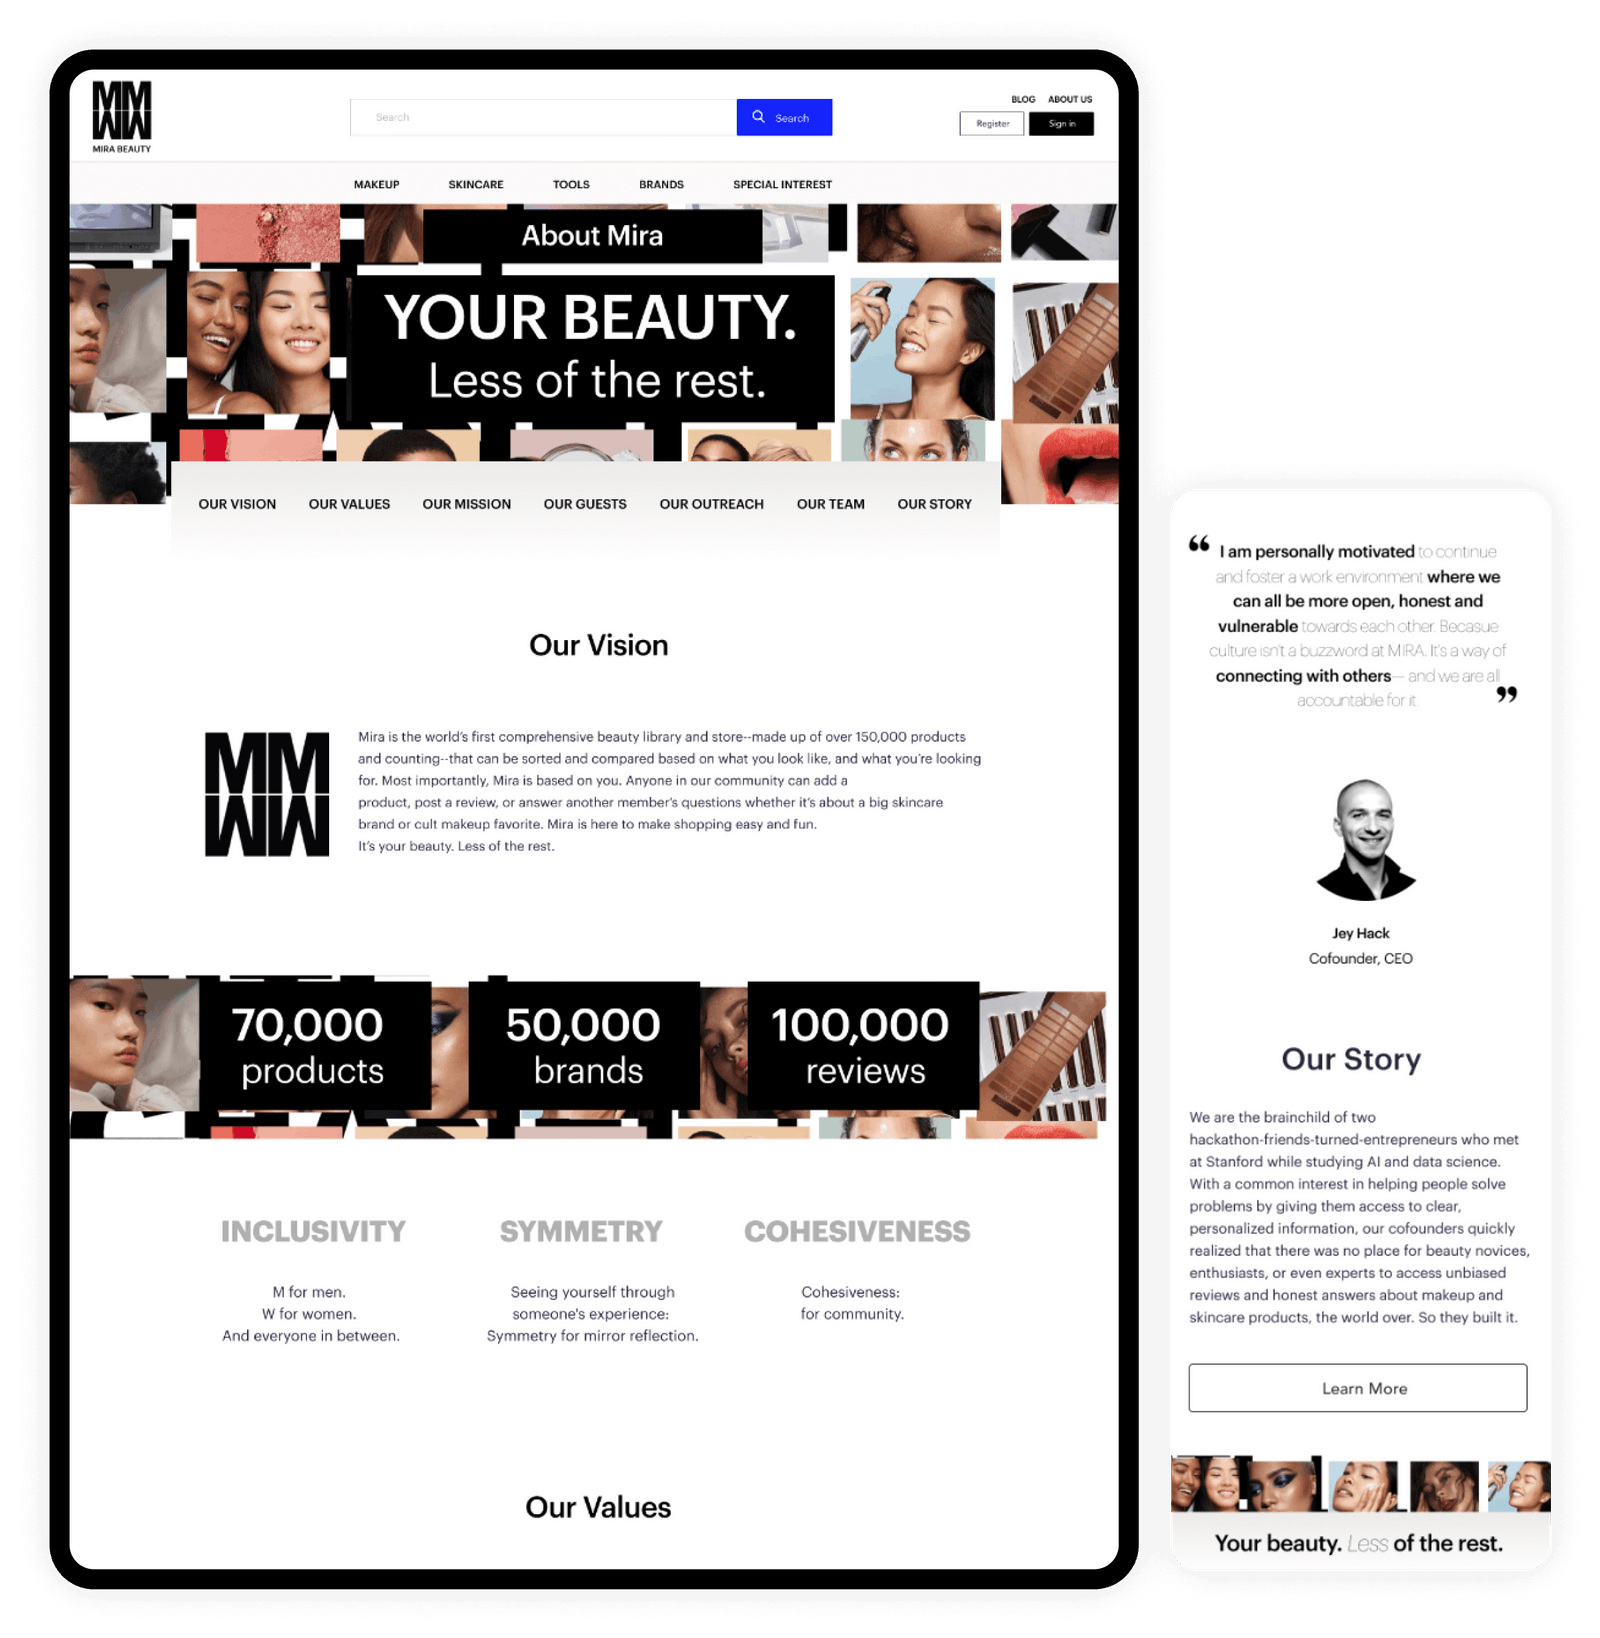 MIRA BEAUTY
Search
Search
BLOG ABOUT US
Register Sign in
MAKEUP SKINCARE TOOLS BRANDS SPECIAL INTEREST
About Mira
YOUR BEAUTY.
Less of the rest.
OUR VISION OUR VALUES OUR MISSION OUR GUESTS OUR OUTREACH OUR TEAM OUR STORY
Our Vision
Mira is the world's first comprehensive beauty library and store--made up of over 150,000 products
and counting--that can be sorted and compared based on what you look like, and what you're looking
for. Most importantly, Mira is based on you. Anyone in our community can add a
product, post a review, or answer another member's questions whether it's about a big skincare
brand or cult makeup favorite. Mira is here to make shopping easy and fun.
It's your beauty. Less of the rest.
70,000
products
50,000
brands
100,000
reviews
INCLUSIVITY
M for men.
W for women.
And everyone in between.
SYMMETRY
Seeing yourself through
someone's experience:
Symmetry for mirror reflection.
COHESIVENESS
Cohesiveness:
for community.
Our Values
“ I am personally motivated to continue
and foster a work environment where we
can all be more open, honest and
vulnerable towards each other. Becasue
culture isn't a buzzword at MIRA. It's a way of
connecting with others— and we are all
accountable for it. ”
Jey Hack
Cofounder, CEO
Our Story
We are the brainchild of two
hackathon-friends-turned-entrepreneurs who met
at Stanford while studying AI and data science.
With a common interest in helping people solve
problems by giving them access to clear,
personalized information, our cofounders quickly
realized that there was no place for beauty novices,
enthusiasts, or even experts to access unbiased
reviews and honest answers about makeup and
skincare products, the world over. So they built it.
Learn More
Your beauty. Less of the rest.